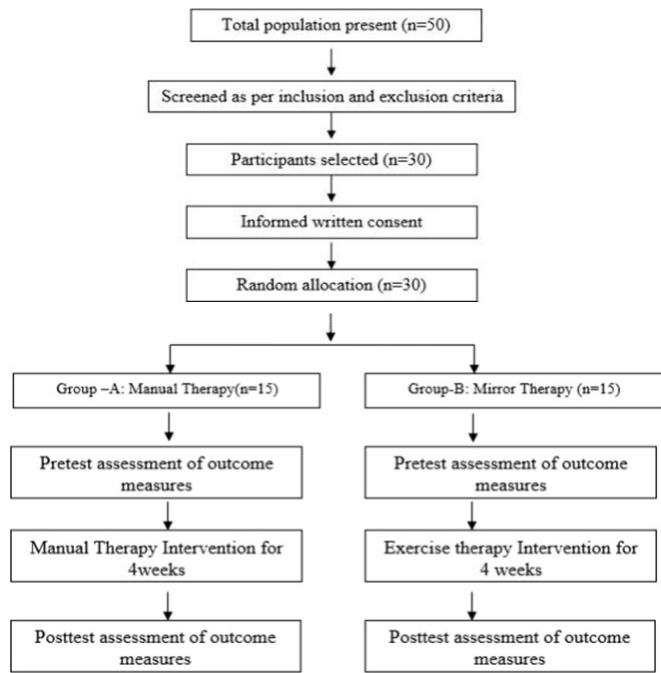 Total population present (n=50)
Screened as per inclusion and exclusion criteria
Participants selected (n=30)
Informed written consent
Random allocation (n=30)
Group –A: Manual Therapy(n=15)
Group-B: Mirror Therapy (n=15)
Pretest assessment of outcome
measures
Pretest assessment of outcome
measures
Manual Therapy Intervention for
4weeks
Exercise therapy Intervention for
4 weeks
Posttest assessment of outcome
measures
Posttest assessment of outcome
measures